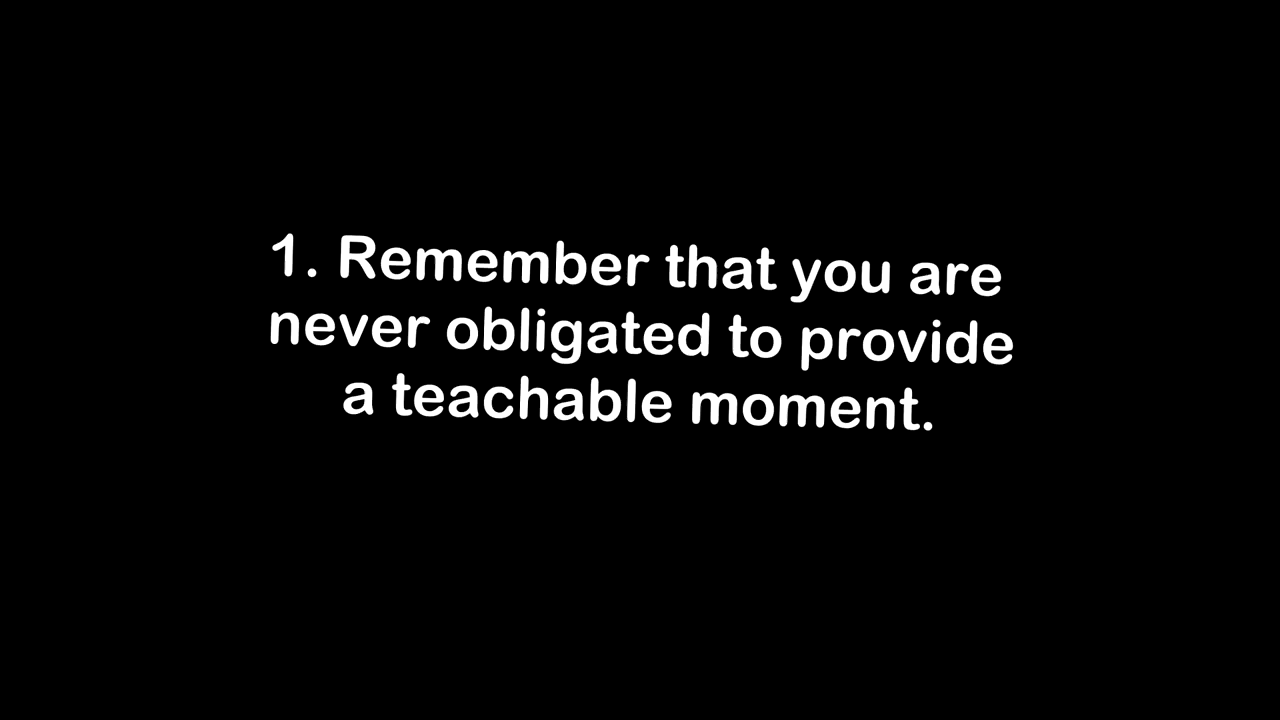 1. Remember that you are
never obligated to provide
a teachable moment.